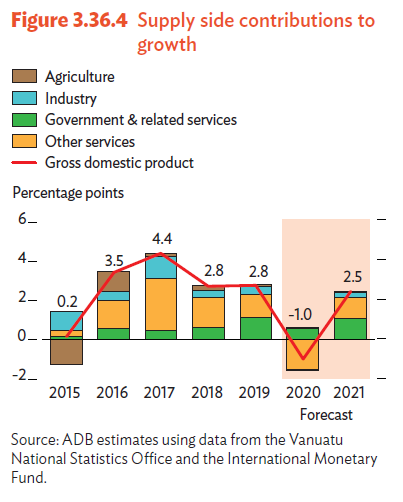 Figure 3.36.4 Supply side contributions to
growth
Agriculture
Industry
Government & related services
Other services
Gross domestic product
Percentage points
6
4
2
0
-2
0.2
3.5
4.4
2.8
2.8
-1.0
2.5
2015 2016 2017 2018 2019 2020 2021
Forecast
Source: ADB estimates using data from the Vanuatu
National Statistics Office and the International Monetary
Fund.